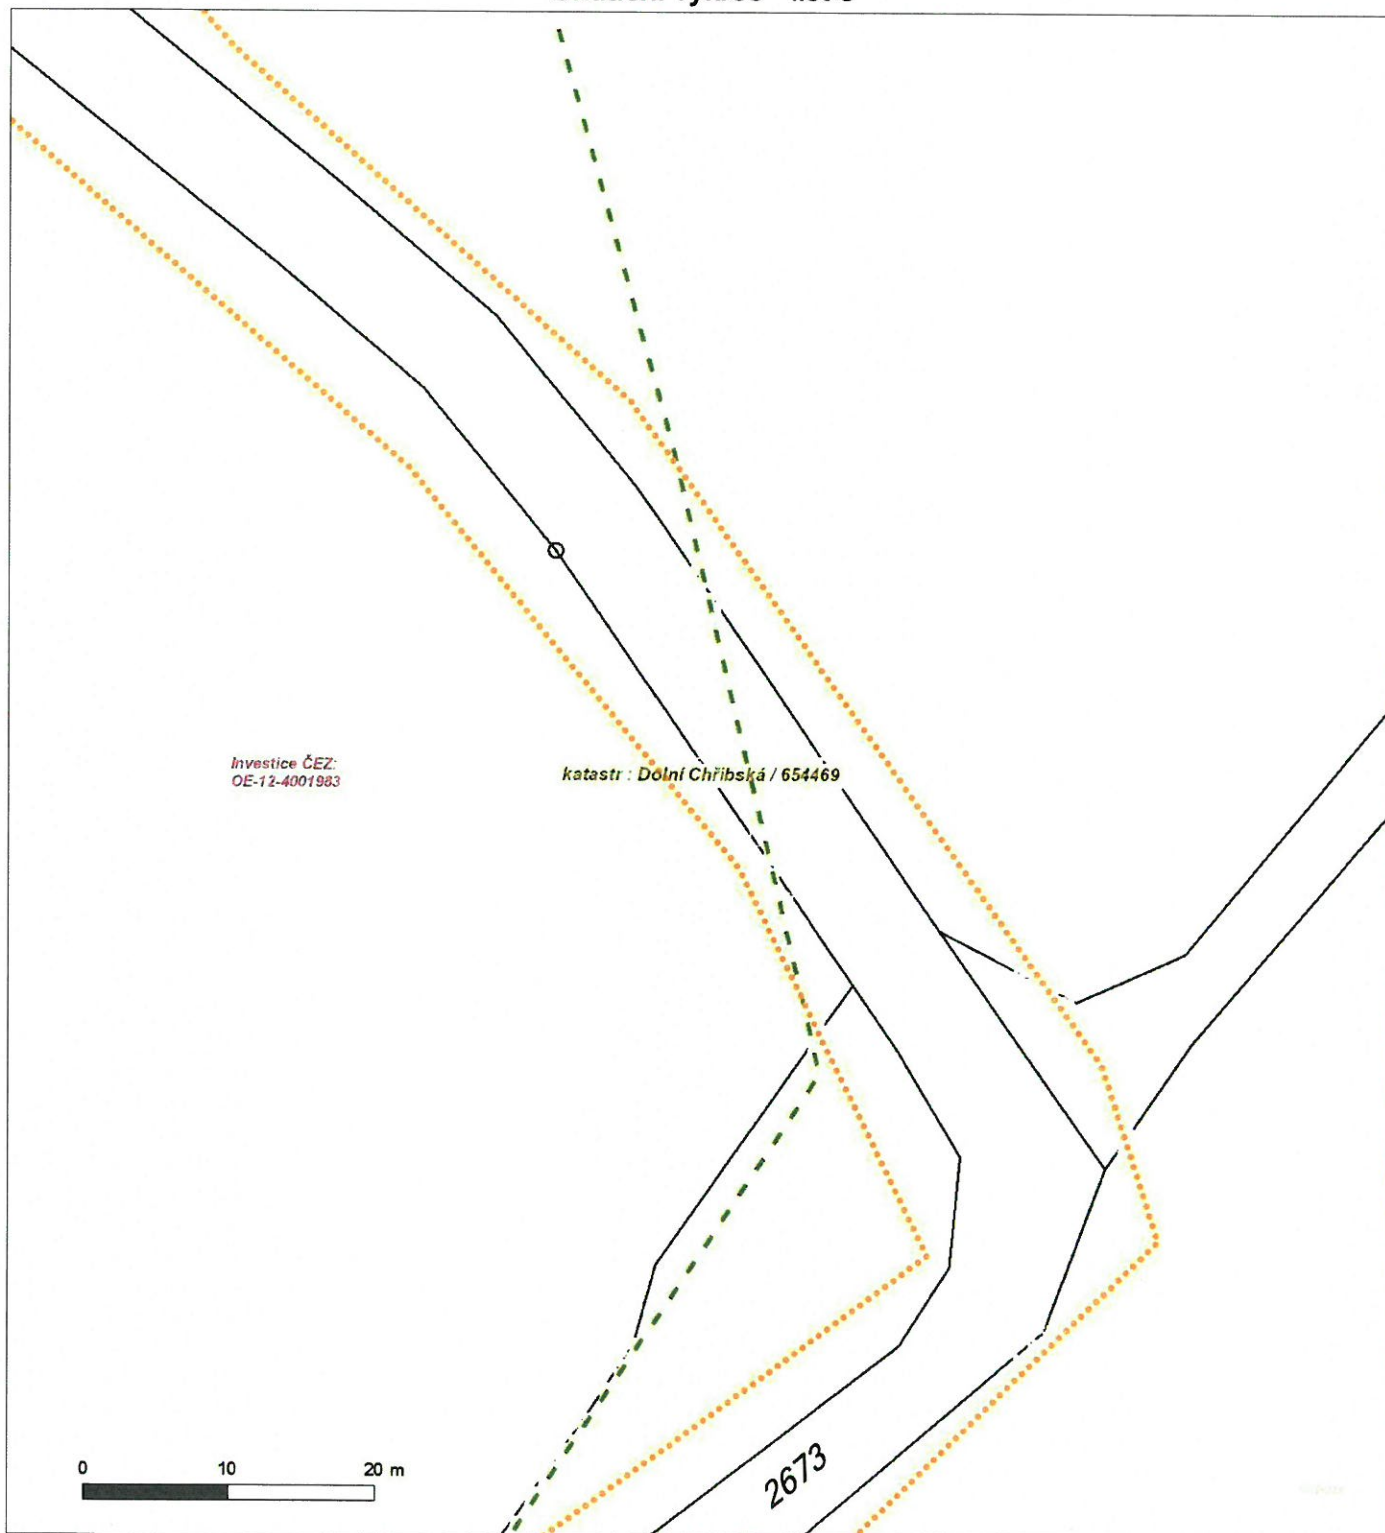 Investice ČEZ:
OE-12-4001983
katastr : Dolní Chřibská / 654469
0 10 20 m
2673